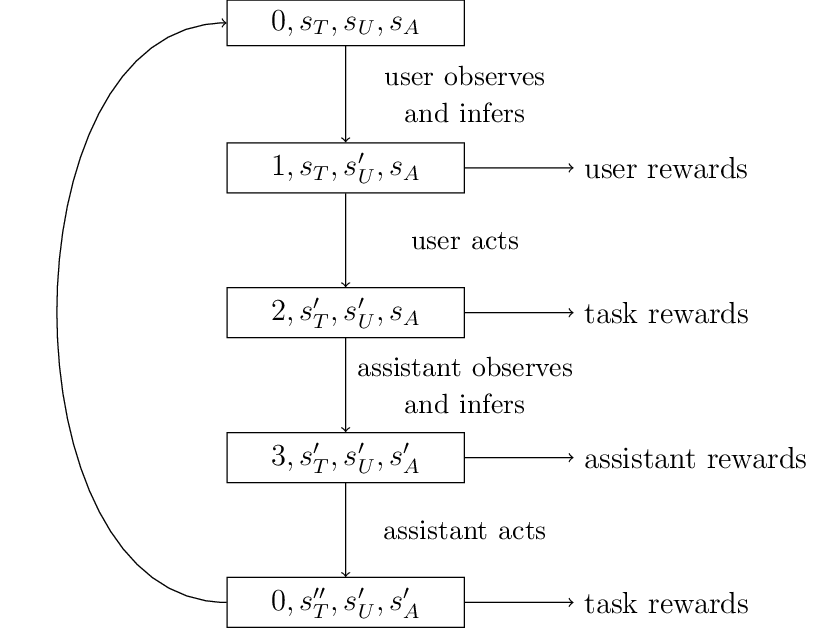 0, s_T, s_U, s_A
user observes
and infers
1, s_T, s'_U, s_A
user rewards
user acts
2, s'_T, s'_U, s_A
task rewards
assistant observes
and infers
3, s'_T, s'_U, s'_A
assistant rewards
assistant acts
0, s''_T, s'_U, s'_A
task rewards